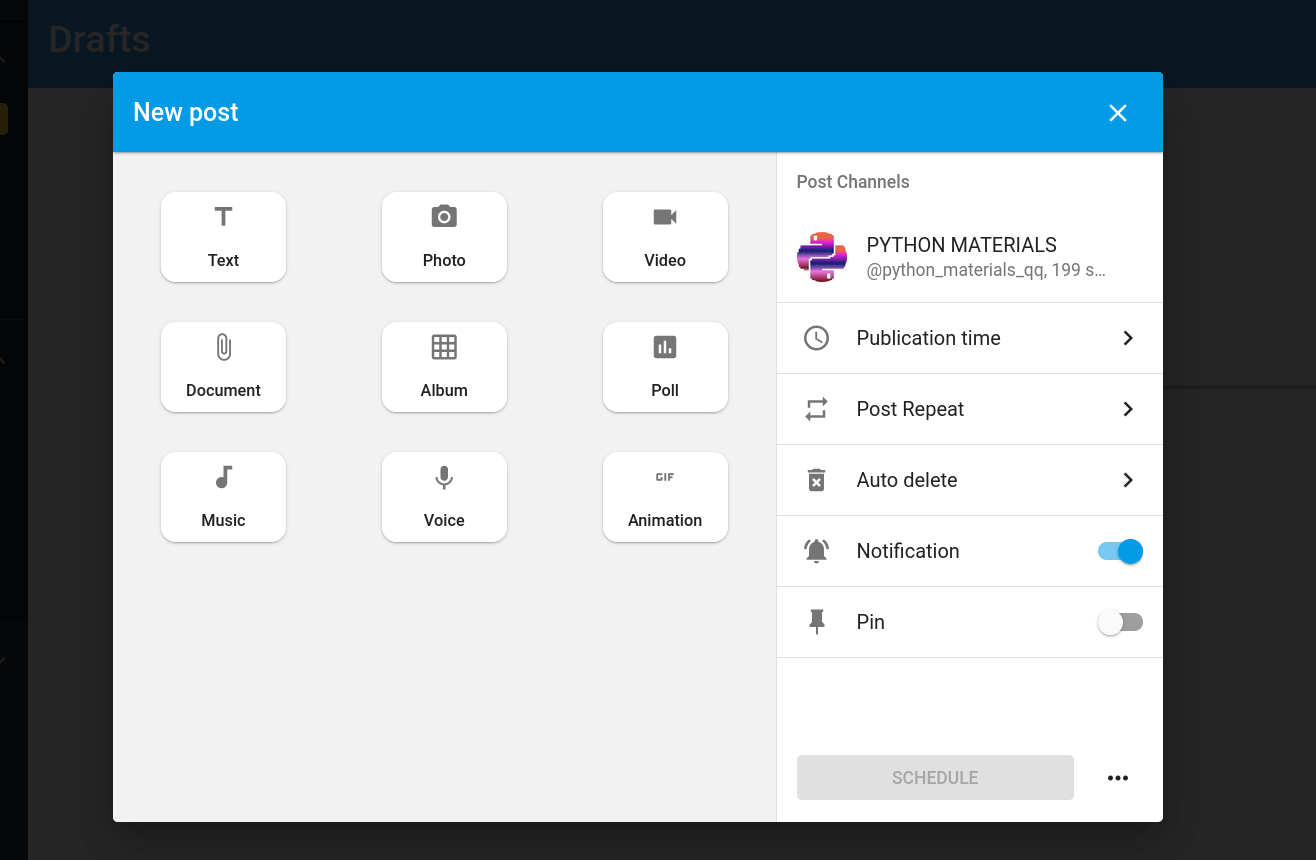 Drafts
New post
Text
Photo
Video
Document
Album
Poll
Music
Voice
GIF
Animation
Post Channels
PYTHON MATERIALS
@python_materials_qq, 199 s...
Publication time
Post Repeat
Auto delete
Notification
Pin
SCHEDULE